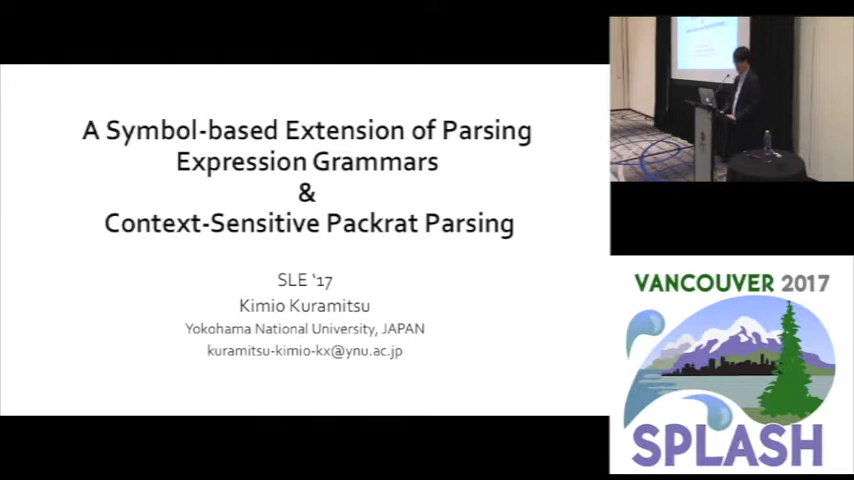 A Symbol-based Extension of Parsing
Expression Grammars
&
Context-Sensitive Packrat Parsing
SLE ‘17
Kimio Kuramitsu
Yokohama National University, JAPAN
kuramitsu-kimio-kx@ynu.ac.jp
VANCOUVER 2017
SPLASH